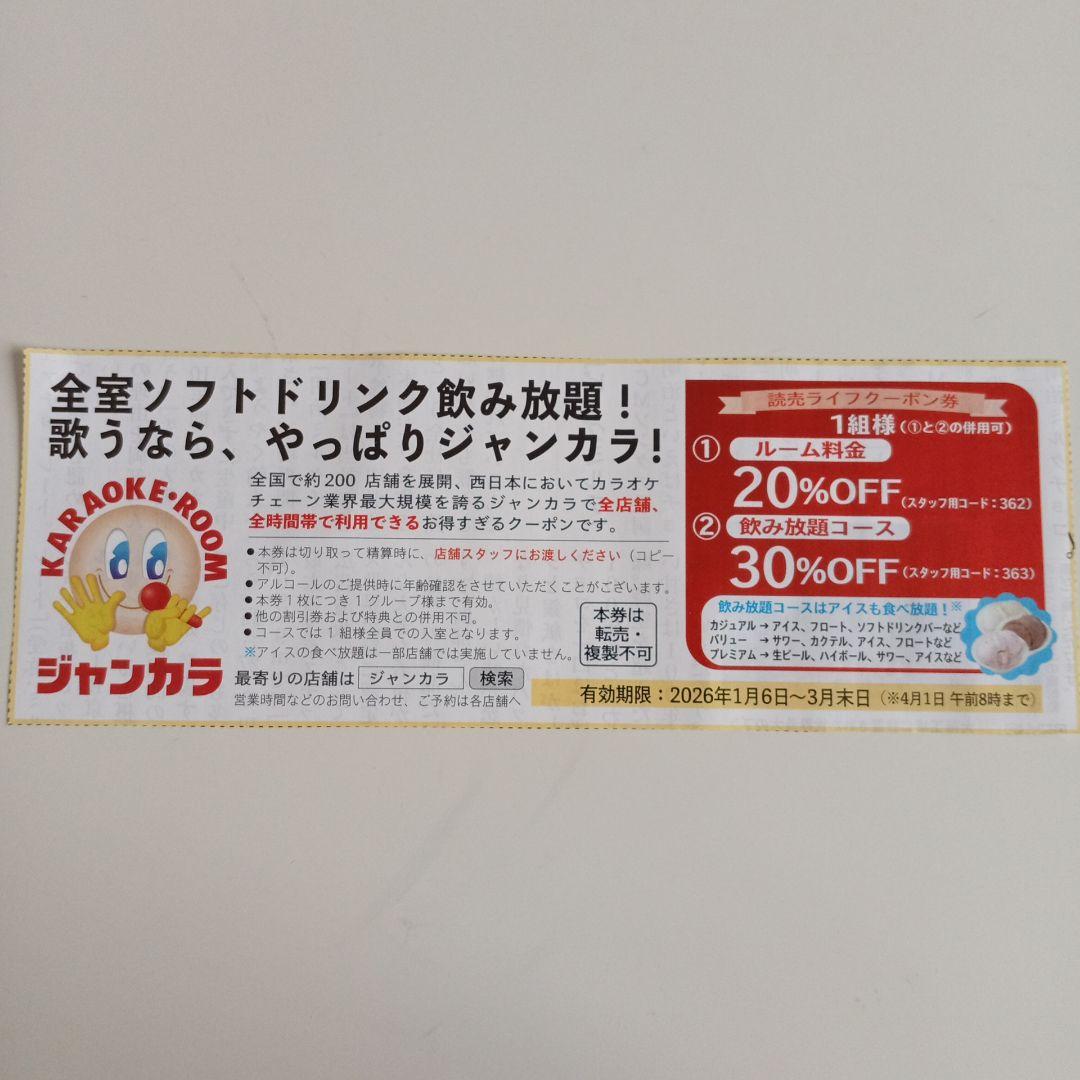 全室ソフトドリンク飲み放題!
歌うなら、やっぱりジャンカラ!
KARAOKE・ROOM
ジャンカラ
全国で約200 店舗を展開、西日本においてカラオケ
チェーン業界最大規模を誇るジャンカラで全店舗、
全時間帯で利用できるお得すぎるクーポンです。
●本券は切り取って精算時に、店舗スタッフにお渡しください(コピー
不可)。
●アルコールのご提供時に年齢確認をさせていただくことがございます。
●本券1枚につき1グループ様まで有効。
●他の割引券および特典との併用不可。
●コースでは1組様全員での入室となります。
※アイスの食べ放題は一部店舗では実施していません。
本券は
転売・
複製不可
最寄りの店舗は ジャンカラ 検索
営業時間などのお問い合わせ、ご予約は各店舗へ
読売ライフクーポン券
1組様(①と②の併用可)
① ルーム料金
20%OFF(スタッフ用コード:362)
② 飲み放題コース
30%OFF(スタッフ用コード:363)
飲み放題コースはアイスも食べ放題!※
カジュアル→アイス、フロート、ソフトドリンクバーなど
バリュー →サワー、カクテル、アイス、フロートなど
プレミアム→生ビール、ハイボール、サワー、アイスなど
有効期限:2026年1月6日~3月末日(※4月1日 午前8時まで)